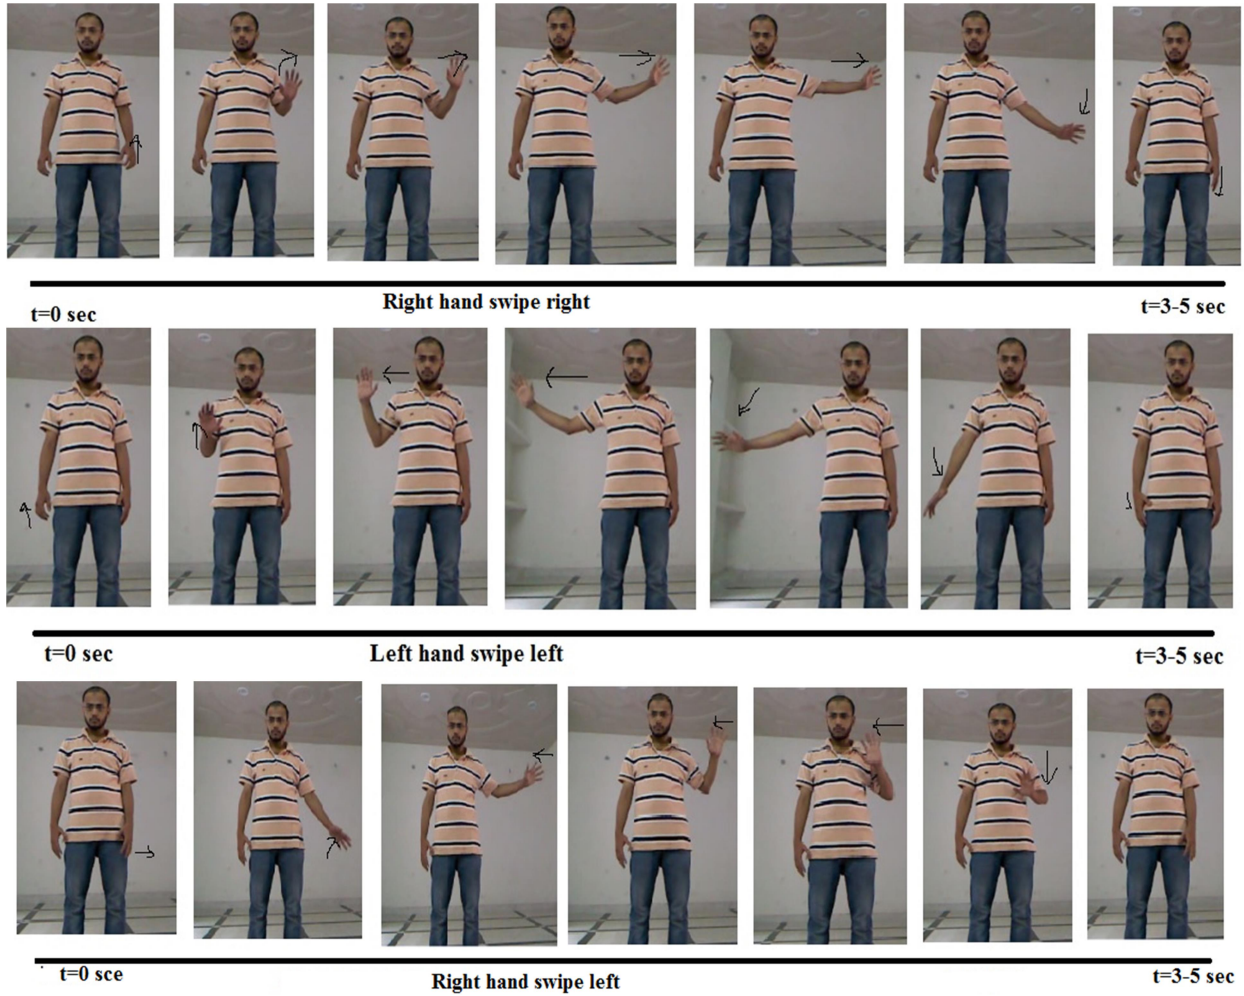 Right hand swipe right
t=0 sec
t=3-5 sec
t=0 sec
Left hand swipe left
t=3-5 sec
t=0 sce
Right hand swipe left
t=3-5 sec